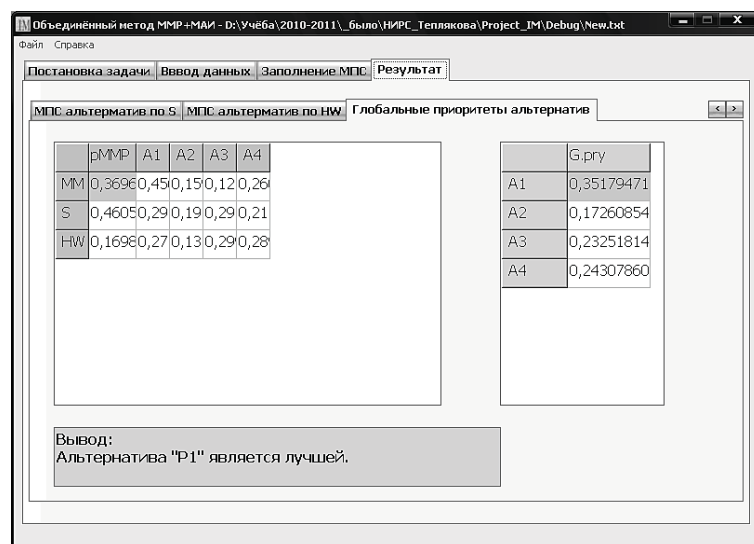 Объединённый метод ММР+МАИ - D:\Учёба\2010-2011\_было\НИРС_Теплякова\Project_IM\Debug\New.txt
Файл Справка
Постановка задачи Ввод данных Заполнение МПС Результат
МПС альтерматив по S МПС альтерматив по HW Глобальные приоритеты альтернатив
pMMP A1 A2 A3 A4
MM 0,3696 0,45 0,15 0,12 0,26
S 0,4605 0,29 0,19 0,29 0,21
HW 0,1698 0,27 0,13 0,29 0,28
G.pry
A1 0,35179471
A2 0,17260854
A3 0,23251814
A4 0,24307860
Вывод:
Альтернатива "P1" является лучшей.